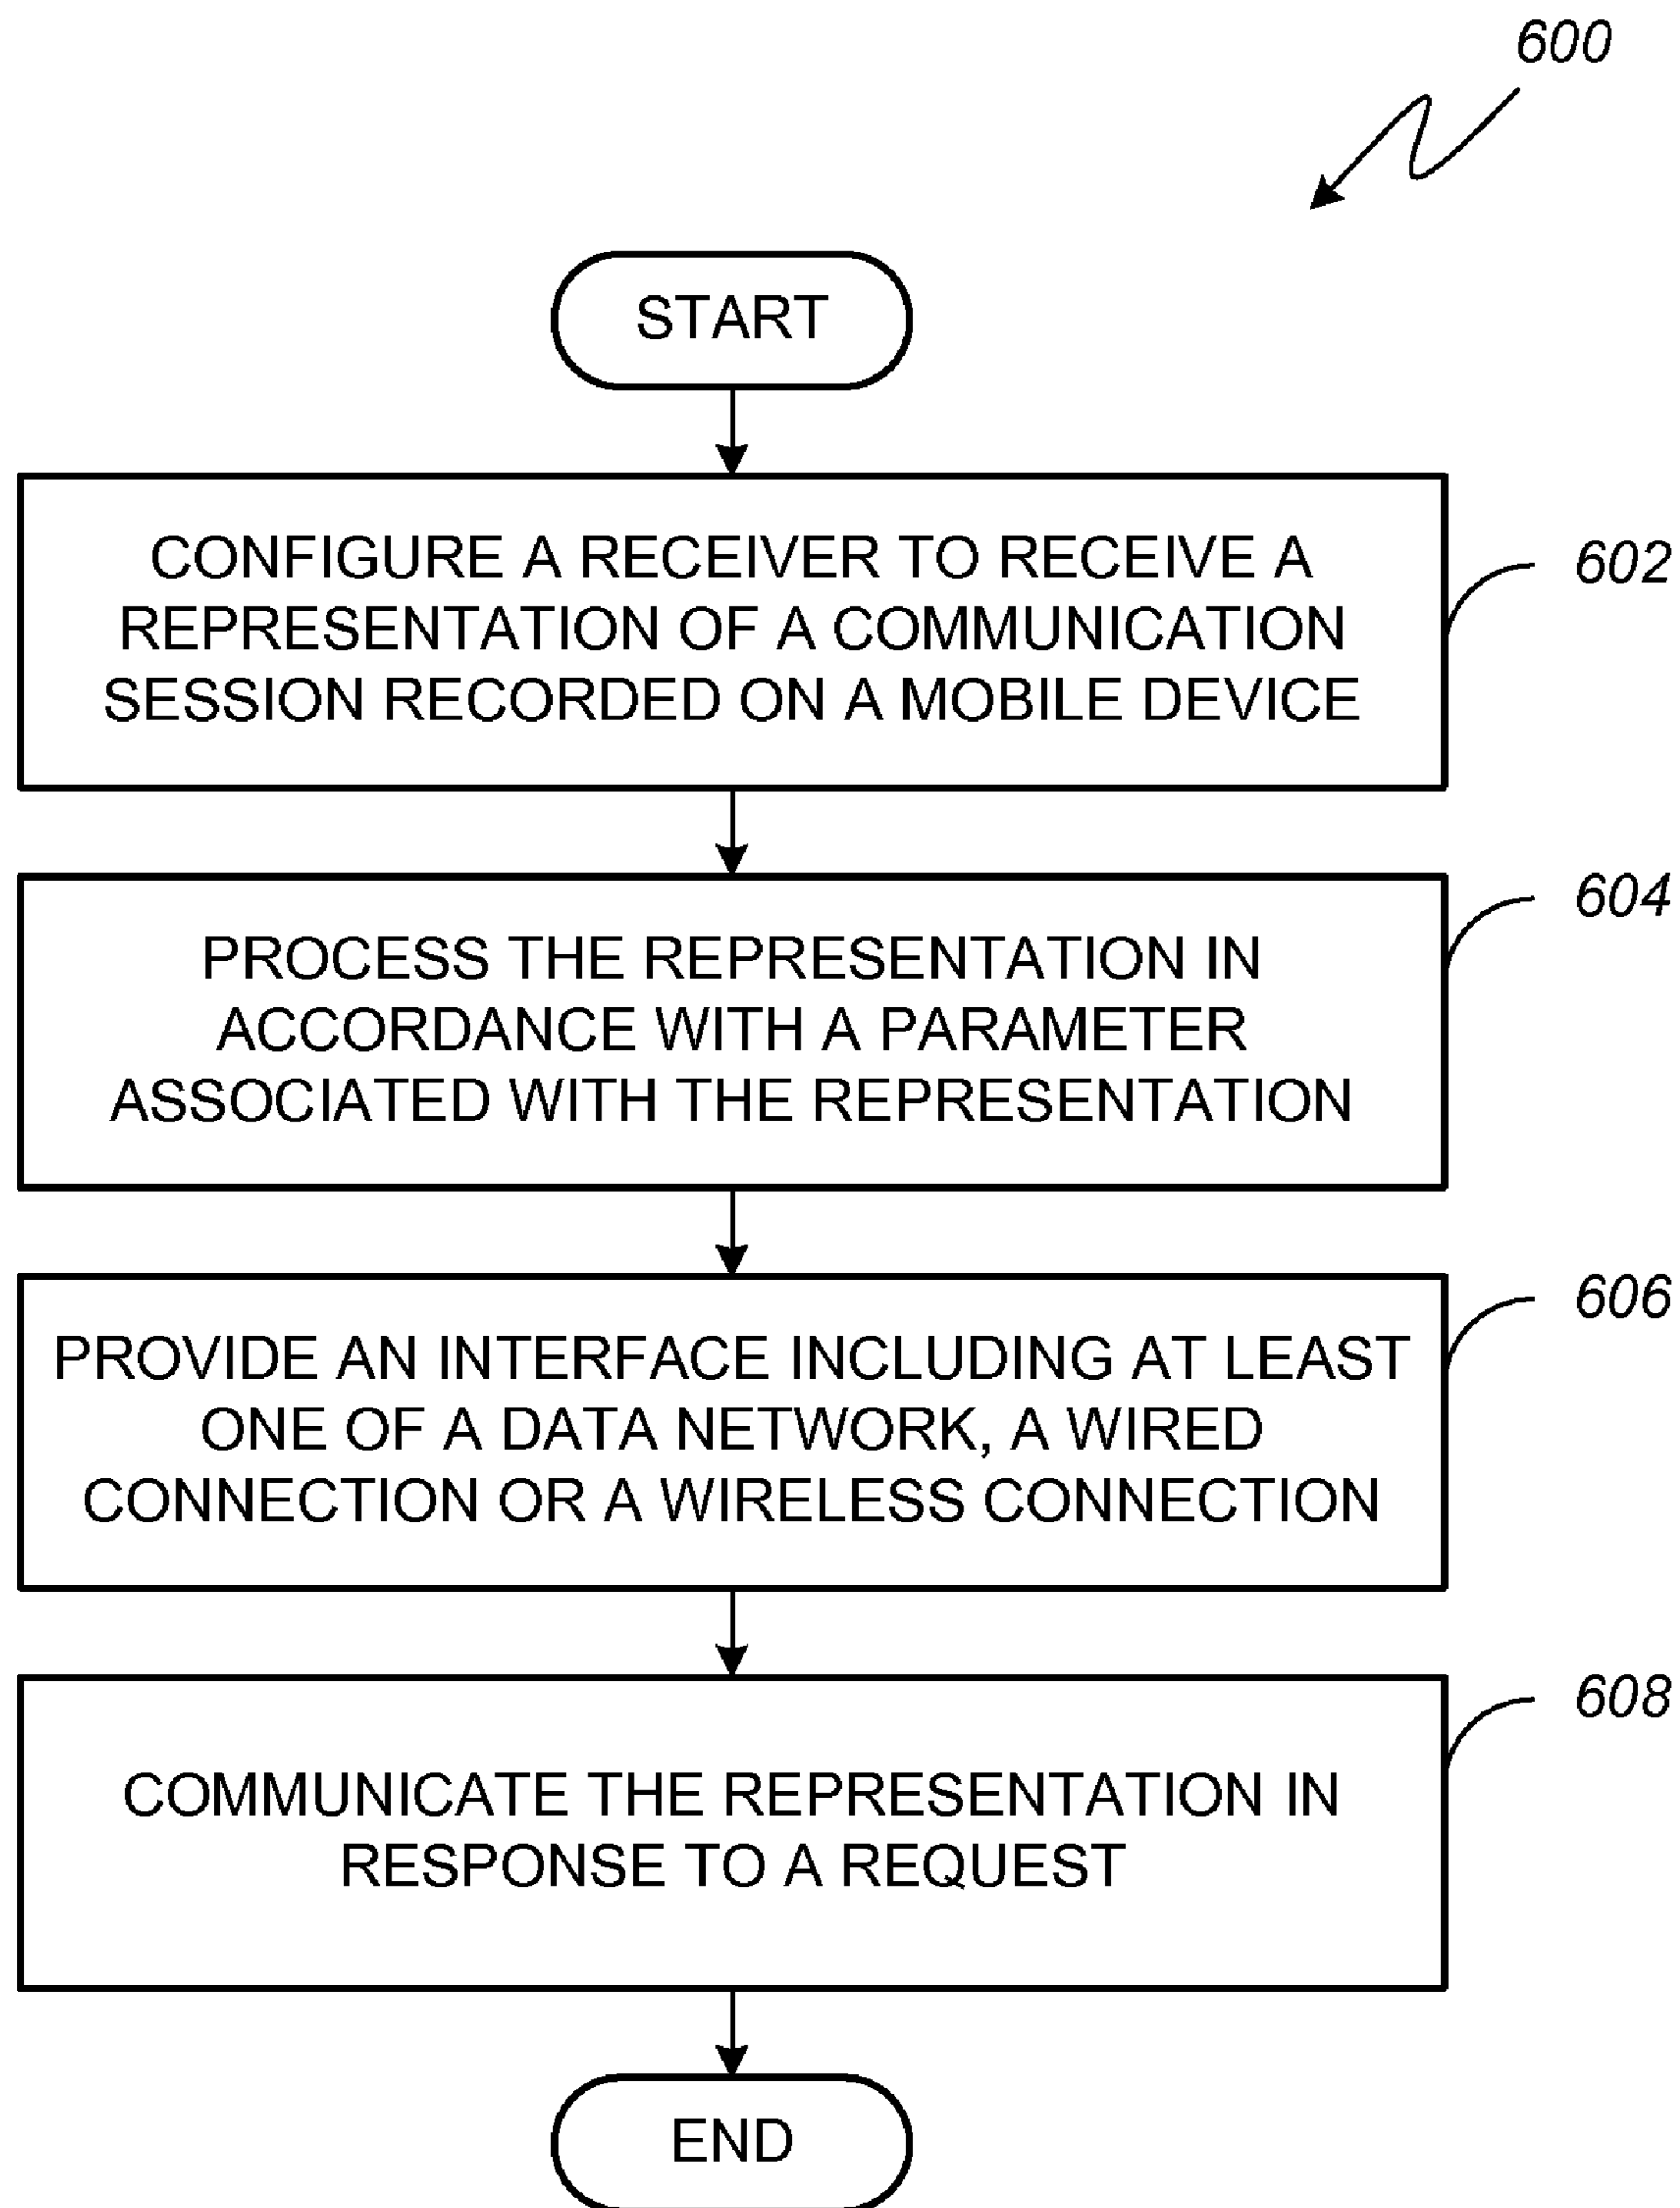 600
START
CONFIGURE A RECEIVER TO RECEIVE A
REPRESENTATION OF A COMMUNICATION
SESSION RECORDED ON A MOBILE DEVICE
602
PROCESS THE REPRESENTATION IN
ACCORDANCE WITH A PARAMETER
ASSOCIATED WITH THE REPRESENTATION
604
PROVIDE AN INTERFACE INCLUDING AT LEAST
ONE OF A DATA NETWORK, A WIRED
CONNECTION OR A WIRELESS CONNECTION
606
COMMUNICATE THE REPRESENTATION IN
RESPONSE TO A REQUEST
608
END